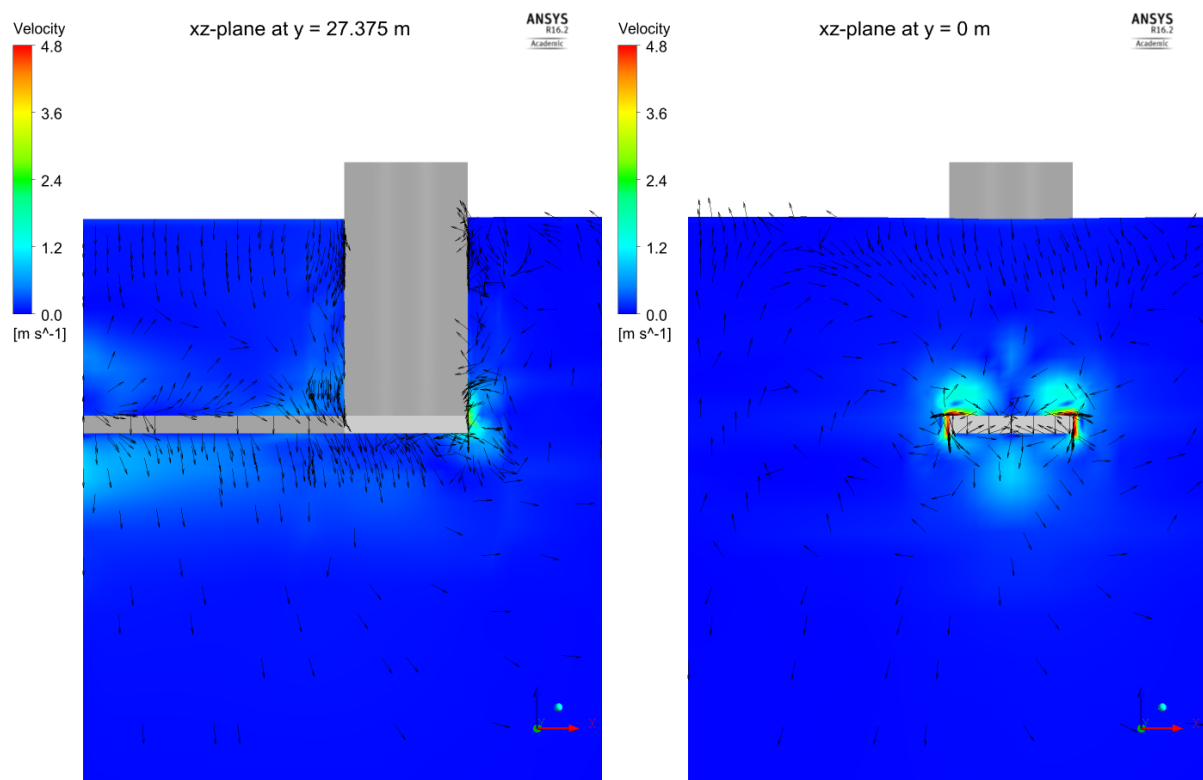 Velocity
4.8
3.6
2.4
1.2
0.0
[m s^-1]
xz-plane at y = 27.375 m
ANSYS
R16.2
Academic
Y
X
Velocity
4.8
3.6
2.4
1.2
0.0
[m s^-1]
xz-plane at y = 0 m
ANSYS
R16.2
Academic
Y
X